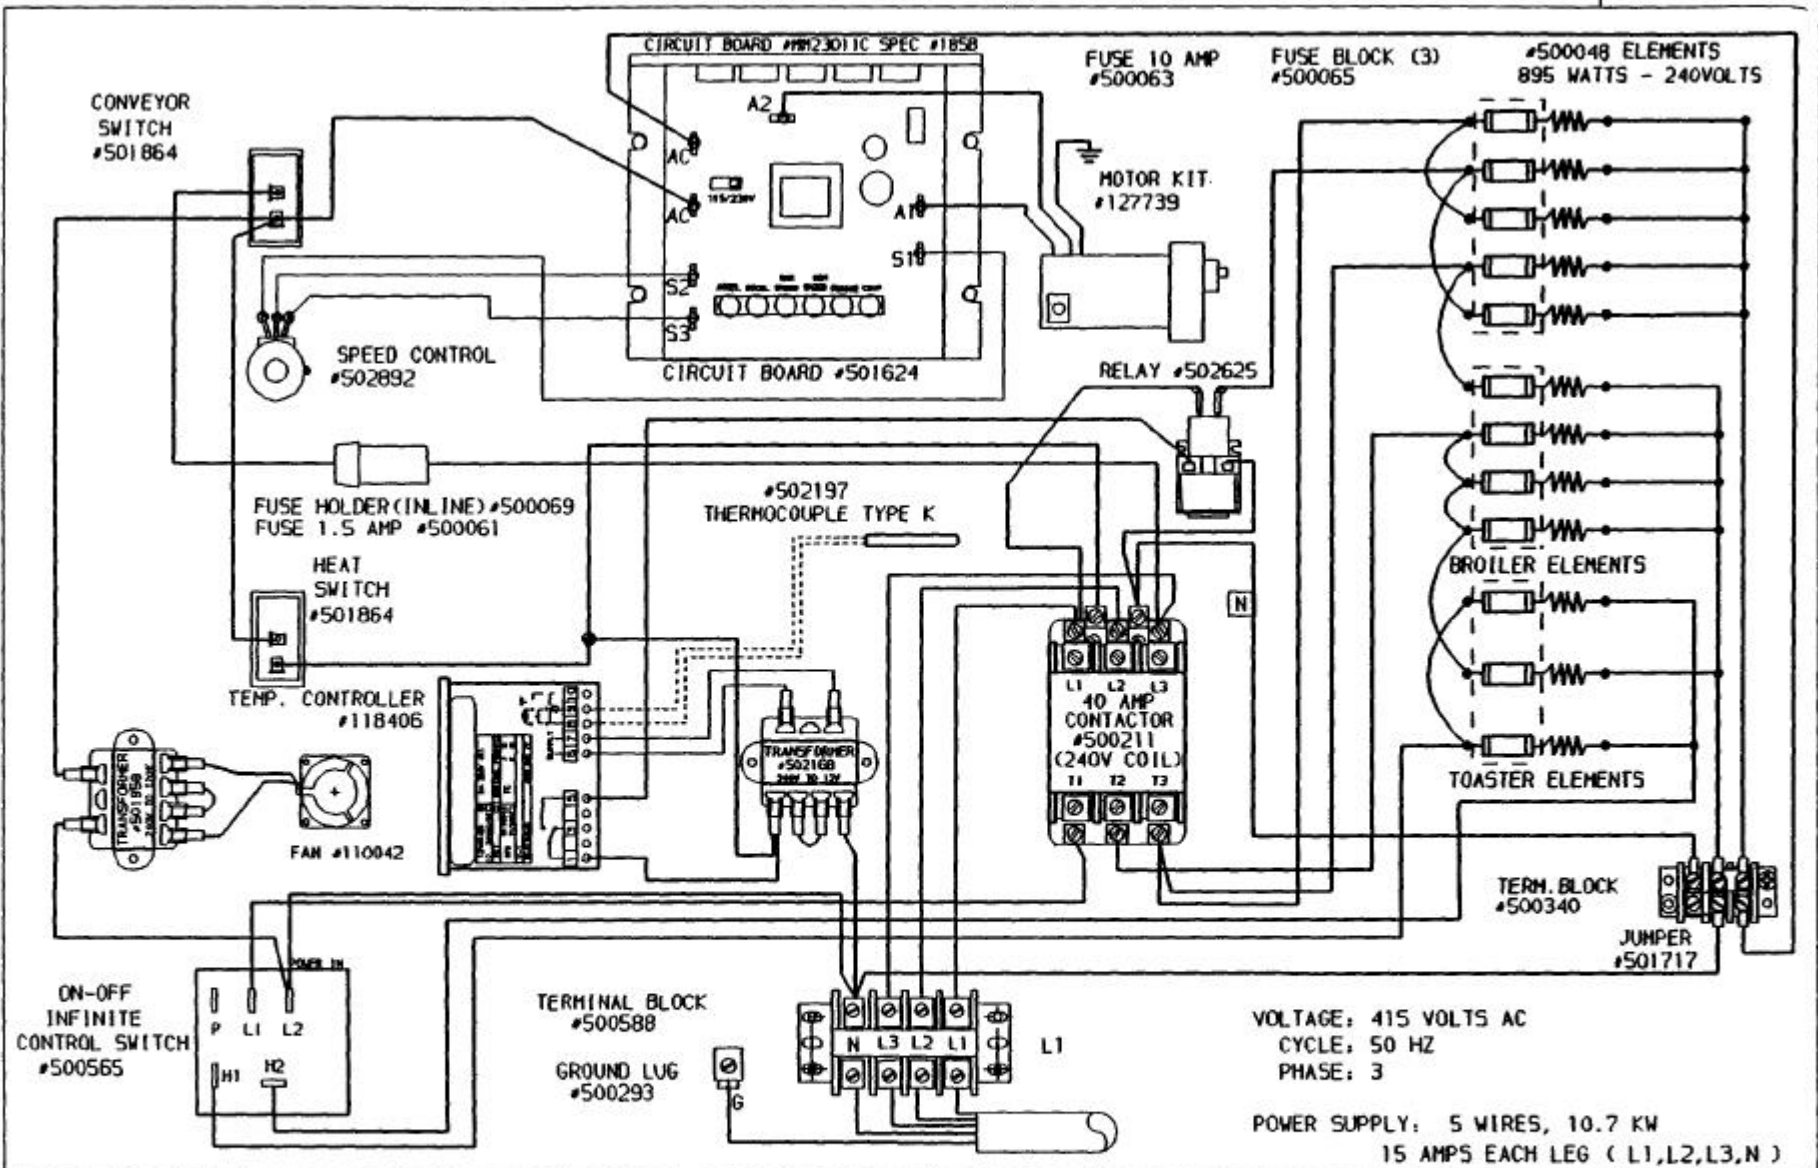 CIRCUIT BOARD #MM23011C SPEC #1858
FUSE 10 AMP
#500063
FUSE BLOCK (3)
#500065
#500048 ELEMENTS
895 WATTS - 240VOLTS
CONVEYOR
SWITCH
#501864
A2
AC
115/230V
AC
A1
S1
S2
S3
MOTOR KIT
#127739
SPEED CONTROL
#502892
CIRCUIT BOARD #501624
RELAY #502625
FUSE HOLDER(INLINE)#500069
FUSE 1.5 AMP #500061
#502197
THERMOCOUPLE TYPE K
HEAT
SWITCH
#501864
BROILER ELEMENTS
N
TEMP. CONTROLLER
#118406
SUPPLY
L1 L2 L3
40 AMP
CONTACTOR
#500211
(240V COIL)
T1 T2 T3
TRANSFORMER
#502168
TRANSFORMER
TOASTER ELEMENTS
FAN #110042
TERM.BLOCK
#500340
JUMPER
#501717
POWER IN
ON-OFF
INFINITE
CONTROL SWITCH
#500565
P L1 L2
H1 H2
TERMINAL BLOCK
#500588
N L3 L2 L1
L1
GROUND LUG
#500293
G
VOLTAGE: 415 VOLTS AC
CYCLE: 50 HZ
PHASE: 3
POWER SUPPLY: 5 WIRES, 10.7 KW
15 AMPS EACH LEG ( L1,L2,L3,N )